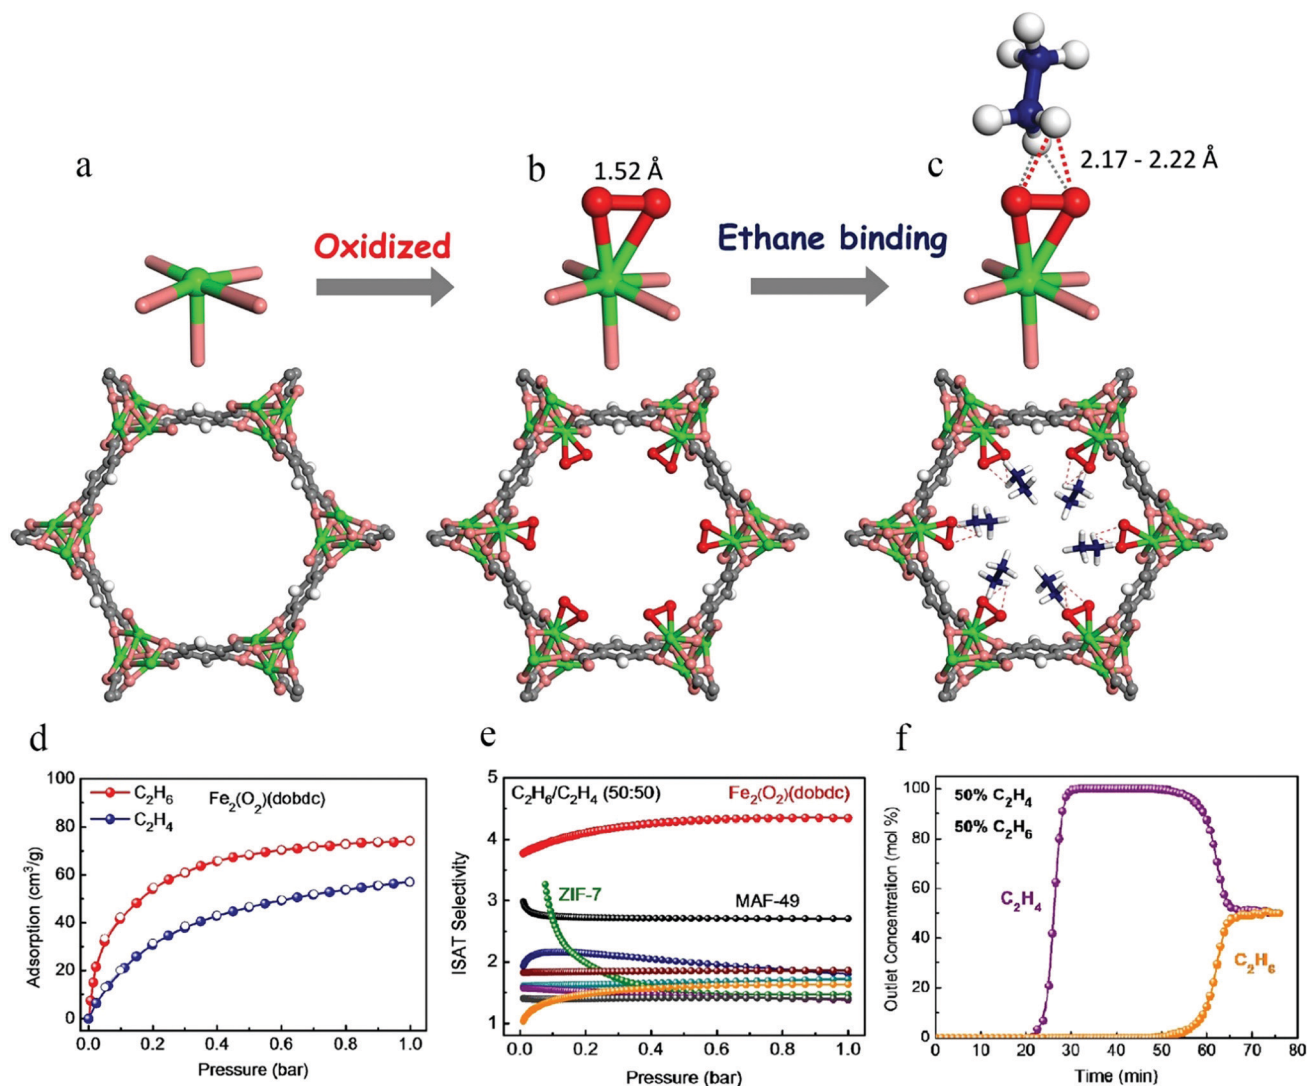 a
b
c
1.52 Å
2.17 - 2.22 Å
Oxidized
Ethane binding
d
e
f
100
80
60
40
20
0
C₂H₆
C₂H₄
Fe₂(O₂)(dobdc)
0.0 0.2 0.4 0.6 0.8 1.0
Adsorption (cm³/g)
Pressure (bar)
5
4
3
2
1
C₂H₆/C₂H₄ (50:50)
Fe₂(O₂)(dobdc)
ZIF-7
MAF-49
0.0 0.2 0.4 0.6 0.8 1.0
ISAT Selectivity
Pressure (bar)
100
80
60
40
20
0
50% C₂H₄
50% C₂H₆
C₂H₄
C₂H₆
0 10 20 30 40 50 60 70 80
Outlet Concentration (mol %)
Time (min)